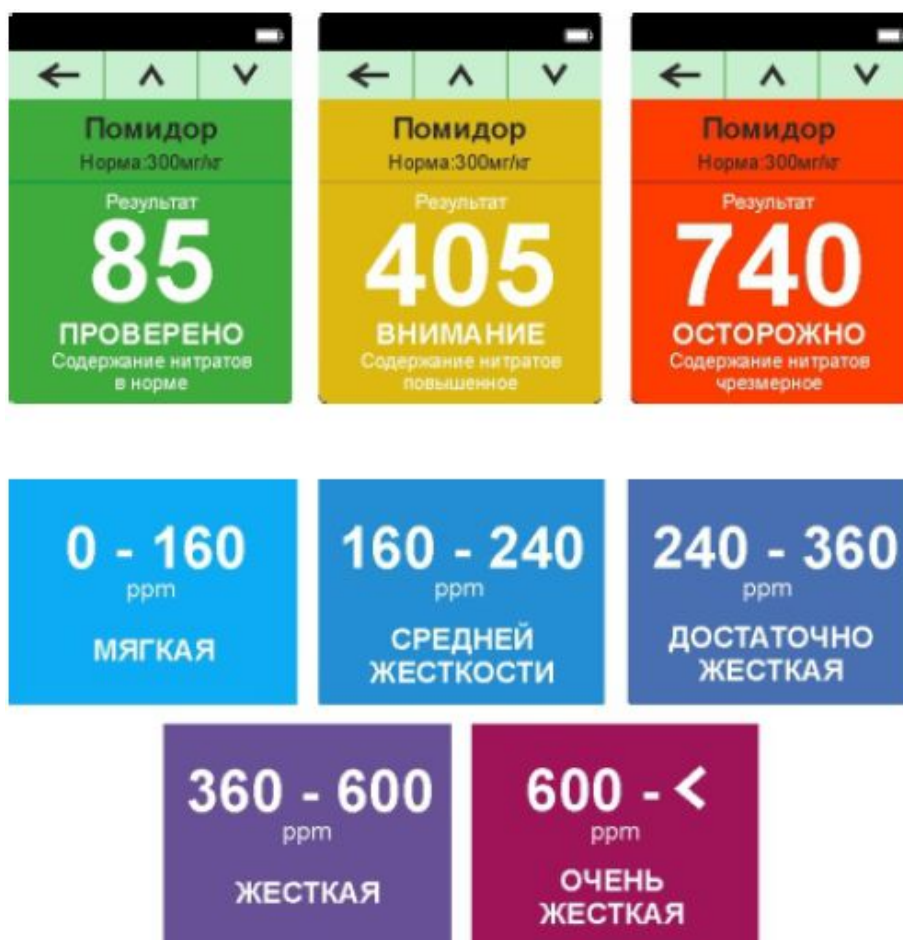 Помидор
Норма:300мг/кг
Результат
85
ПРОВЕРЕНО
Содержание нитратов
в норме
Помидор
Норма:300мг/кг
Результат
405
ВНИМАНИЕ
Содержание нитратов
повышенное
Помидор
Норма:300мг/кг
Результат
740
ОСТОРОЖНО
Содержание нитратов
чрезмерное
0 - 160
ppm
МЯГКАЯ
160 - 240
ppm
СРЕДНЕЙ
ЖЕСТКОСТИ
240 - 360
ppm
ДОСТАТОЧНО
ЖЕСТКАЯ
360 - 600
ppm
ЖЕСТКАЯ
600 - <
ppm
ОЧЕНЬ
ЖЕСТКАЯ